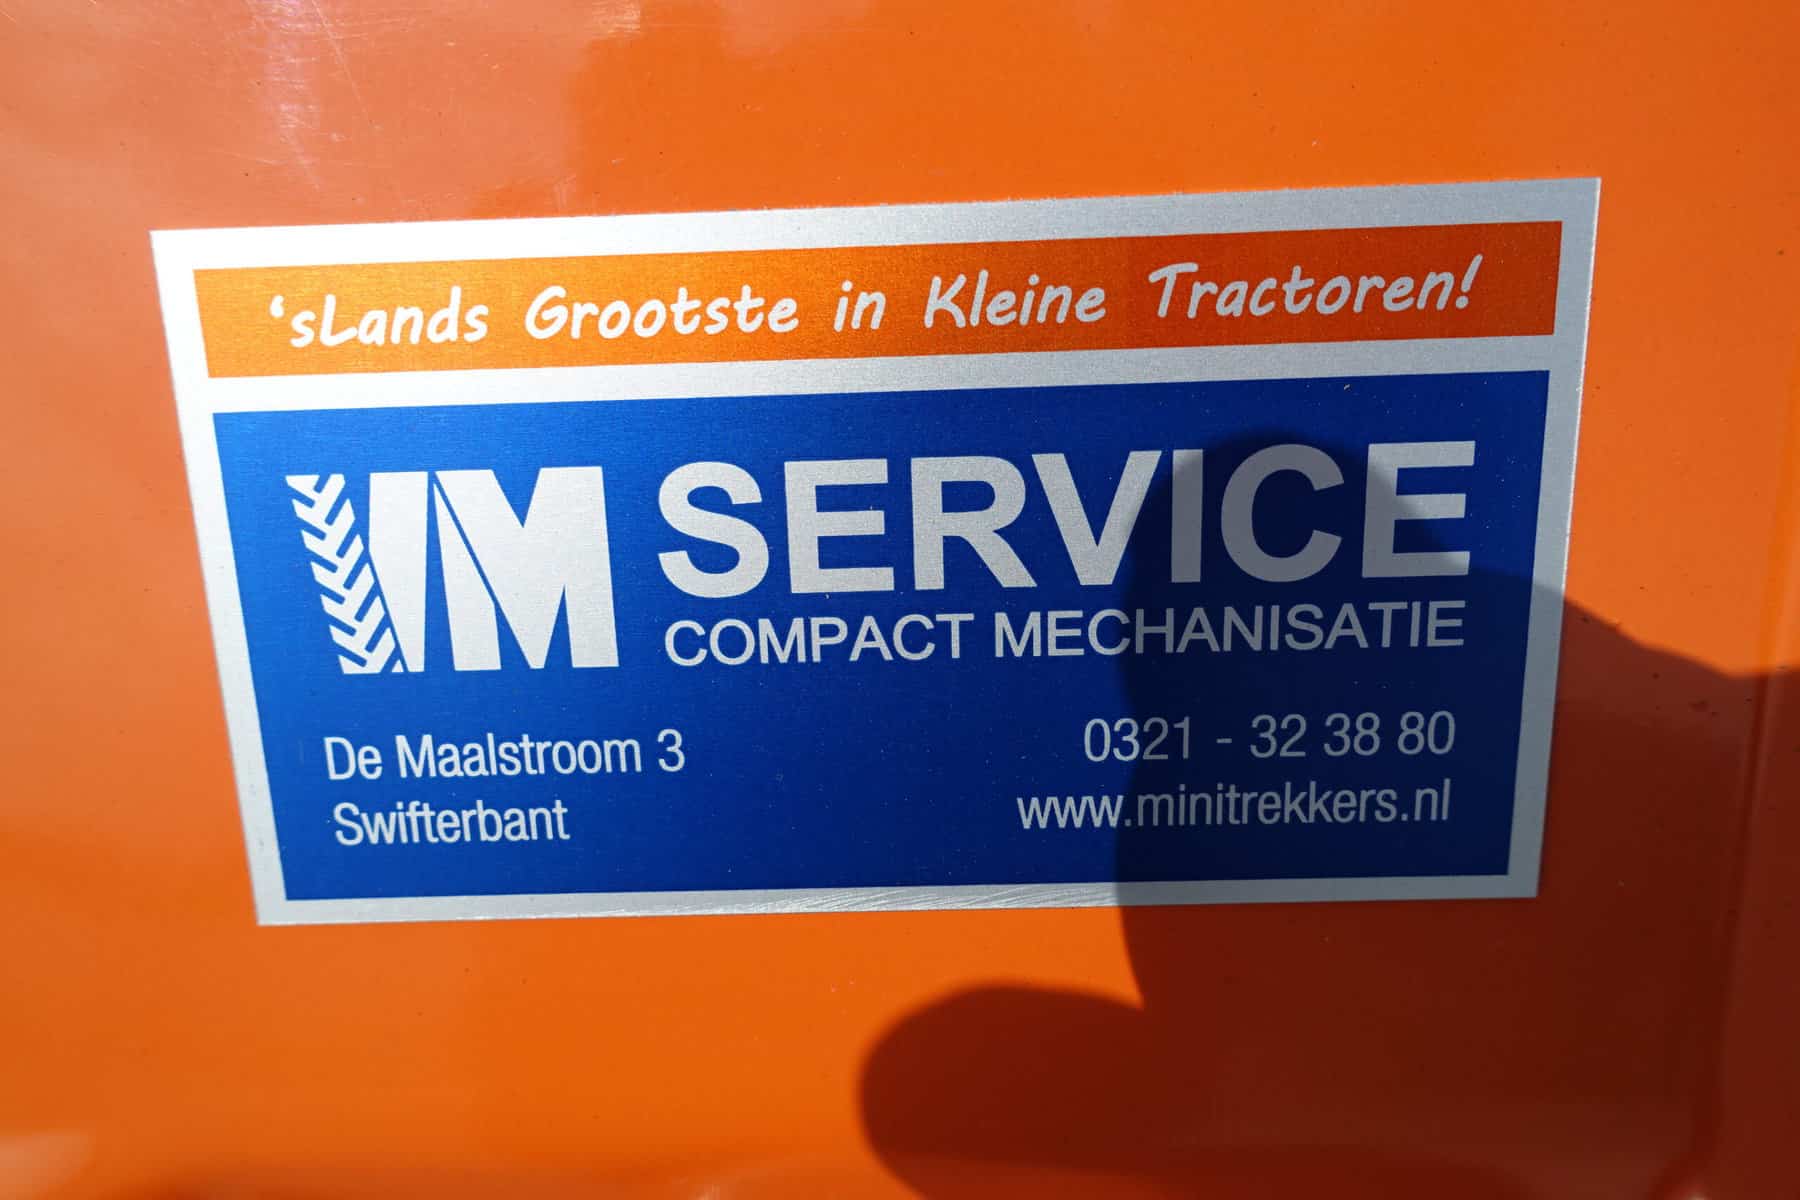 ‘sLands Grootste in Kleine Tractoren!
IM SERVICE
COMPACT MECHANISATIE
De Maalstroom 3
Swifterbant
0321 - 32 38 80
www.minitrekkers.nl